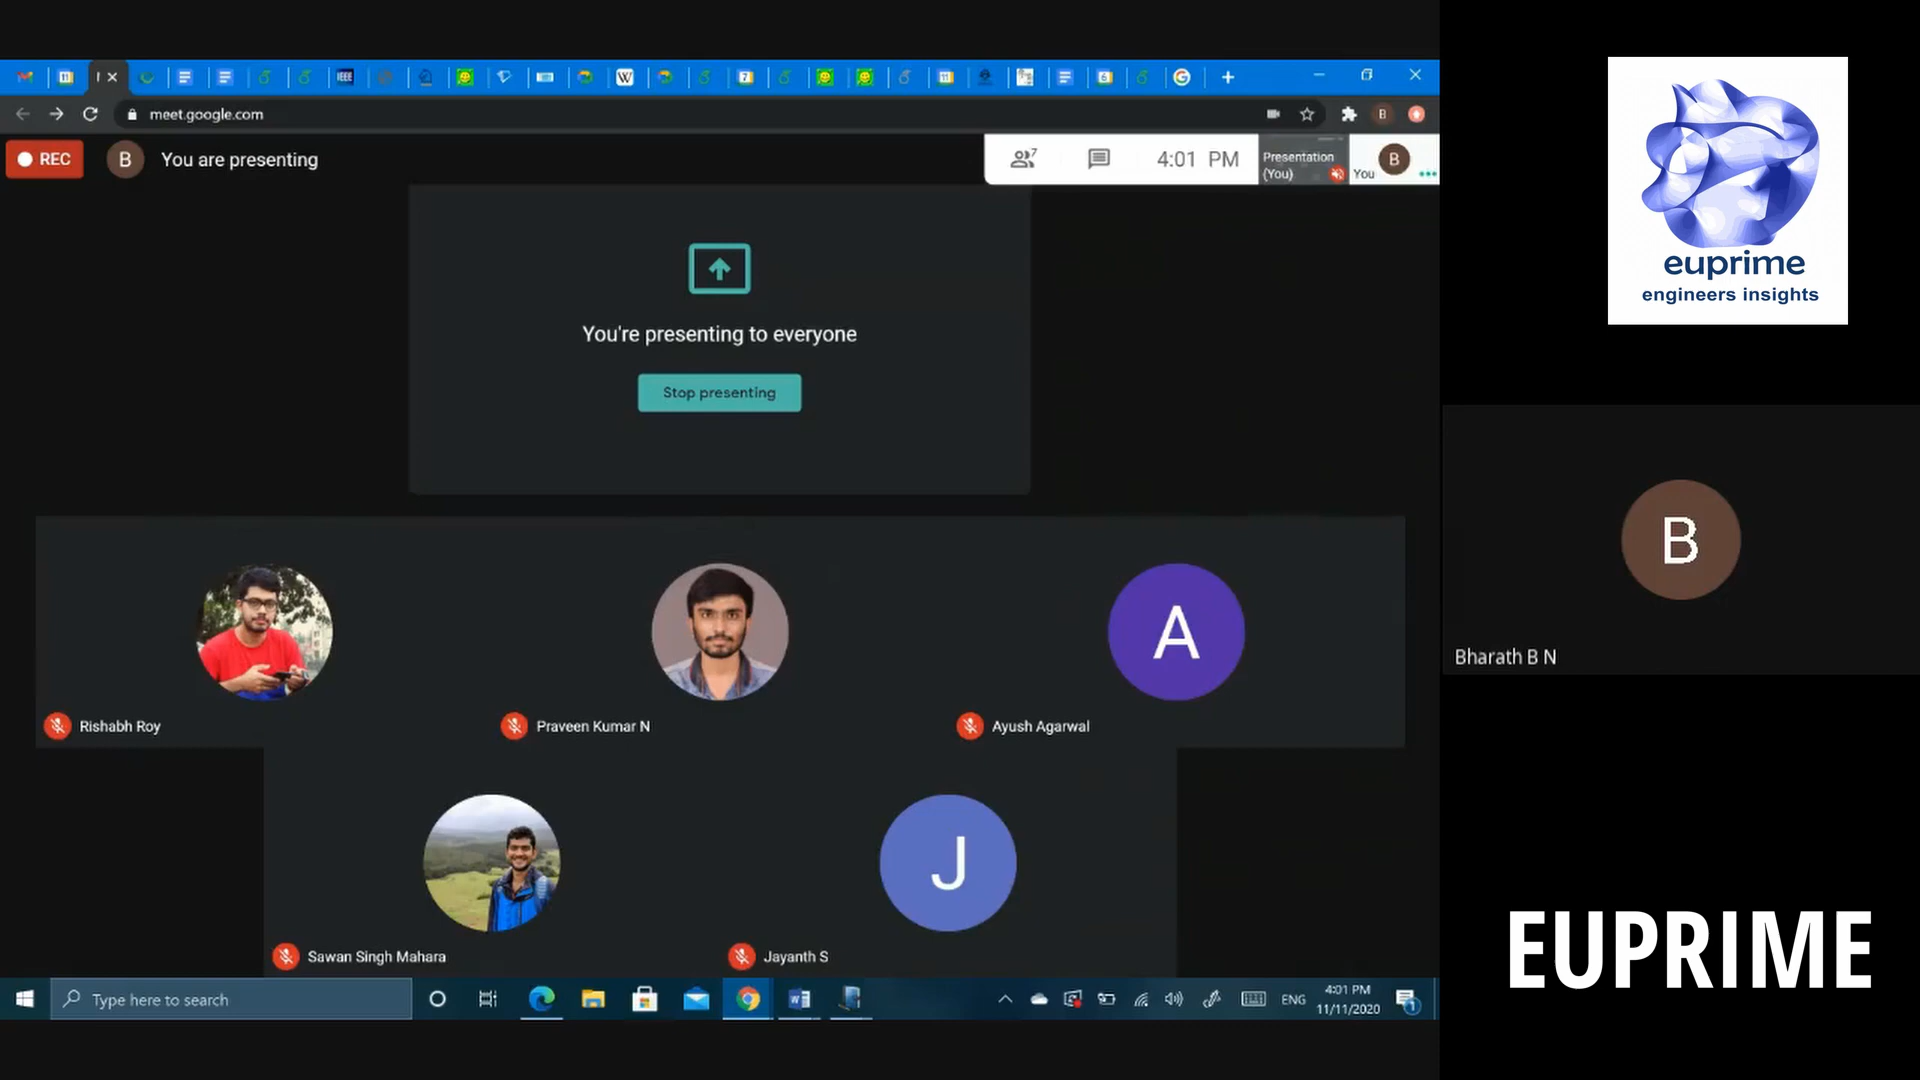 meet.google.com
B
REC
B
You are presenting
7
4:01 PM
Presentation
(You)
You
B
You're presenting to everyone
Stop presenting
A
Rishabh Roy
Praveen Kumar N
Ayush Agarwal
J
Sawan Singh Mahara
Jayanth S
Type here to search
ENG
4:01 PM
11/11/2020
1
euprime
engineers insights
B
Bharath B N
EUPRIME